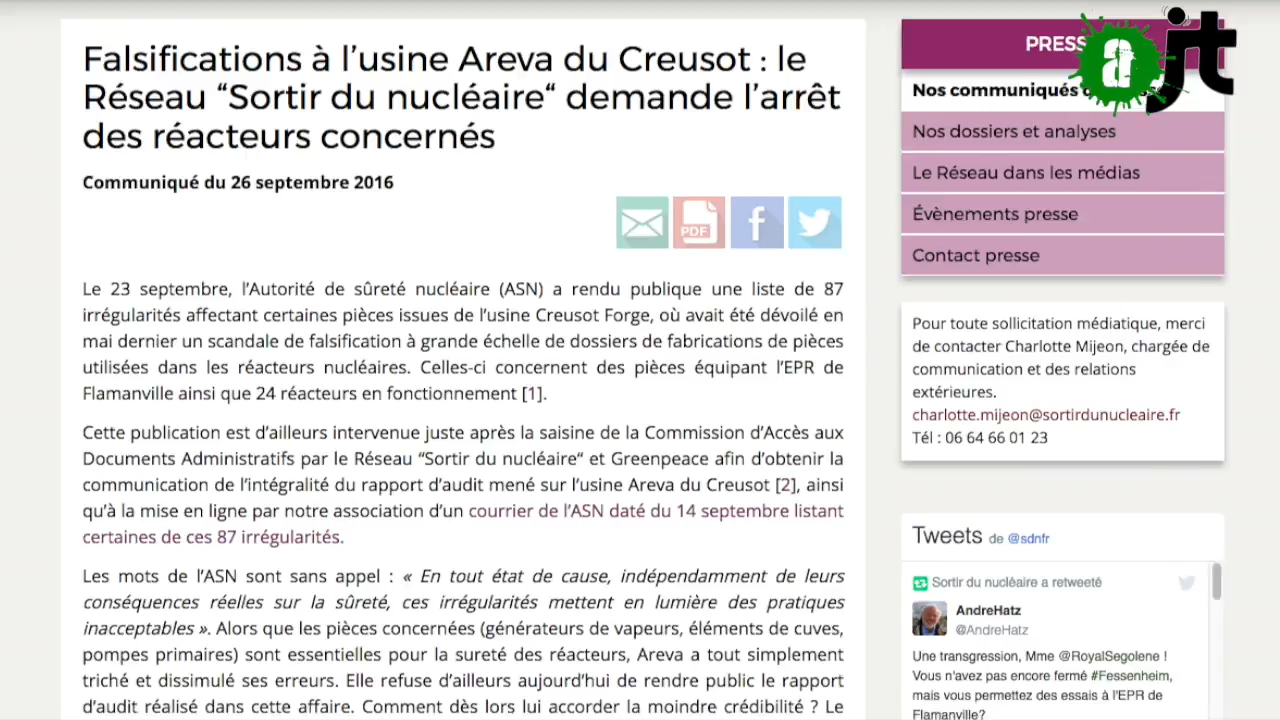 Falsifications à l’usine Areva du Creusot : le
Réseau “Sortir du nucléaire“ demande l’arrêt
des réacteurs concernés
Communiqué du 26 septembre 2016
PDF
f
Le 23 septembre, l’Autorité de sûreté nucléaire (ASN) a rendu publique une liste de 87
irrégularités affectant certaines pièces issues de l’usine Creusot Forge, où avait été dévoilé en
mai dernier un scandale de falsification à grande échelle de dossiers de fabrications de pièces
utilisées dans les réacteurs nucléaires. Celles-ci concernent des pièces équipant l’EPR de
Flamanville ainsi que 24 réacteurs en fonctionnement [1].
Cette publication est d’ailleurs intervenue juste après la saisine de la Commission d’Accès aux
Documents Administratifs par le Réseau “Sortir du nucléaire“ et Greenpeace afin d’obtenir la
communication de l’intégralité du rapport d’audit mené sur l’usine Areva du Creusot [2], ainsi
qu’à la mise en ligne par notre association d’un courrier de l’ASN daté du 14 septembre listant
certaines de ces 87 irrégularités.
Les mots de l’ASN sont sans appel : « En tout état de cause, indépendamment de leurs
conséquences réelles sur la sûreté, ces irrégularités mettent en lumière des pratiques
inacceptables ». Alors que les pièces concernées (générateurs de vapeurs, éléments de cuves,
pompes primaires) sont essentielles pour la sureté des réacteurs, Areva a tout simplement
triché et dissimulé ses erreurs. Elle refuse d’ailleurs aujourd’hui de rendre public le rapport
d’audit réalisé dans cette affaire. Comment dès lors lui accorder la moindre crédibilité ? Le
PRESS
a jt
Nos communiqués
Nos dossiers et analyses
Le Réseau dans les médias
Évènements presse
Contact presse
Pour toute sollicitation médiatique, merci
de contacter Charlotte Mijeon, chargée de
communication et des relations
extérieures.
charlotte.mijeon@sortirdunucleaire.fr
Tél : 06 64 66 01 23
Tweets de @sdnfr
Sortir du nucléaire a retweeté
AndreHatz
@AndreHatz
Une transgression, Mme @RoyalSegolene !
Vous n'avez pas encore fermé #Fessenheim,
mais vous permettez des essais à l'EPR de
Flamanville?